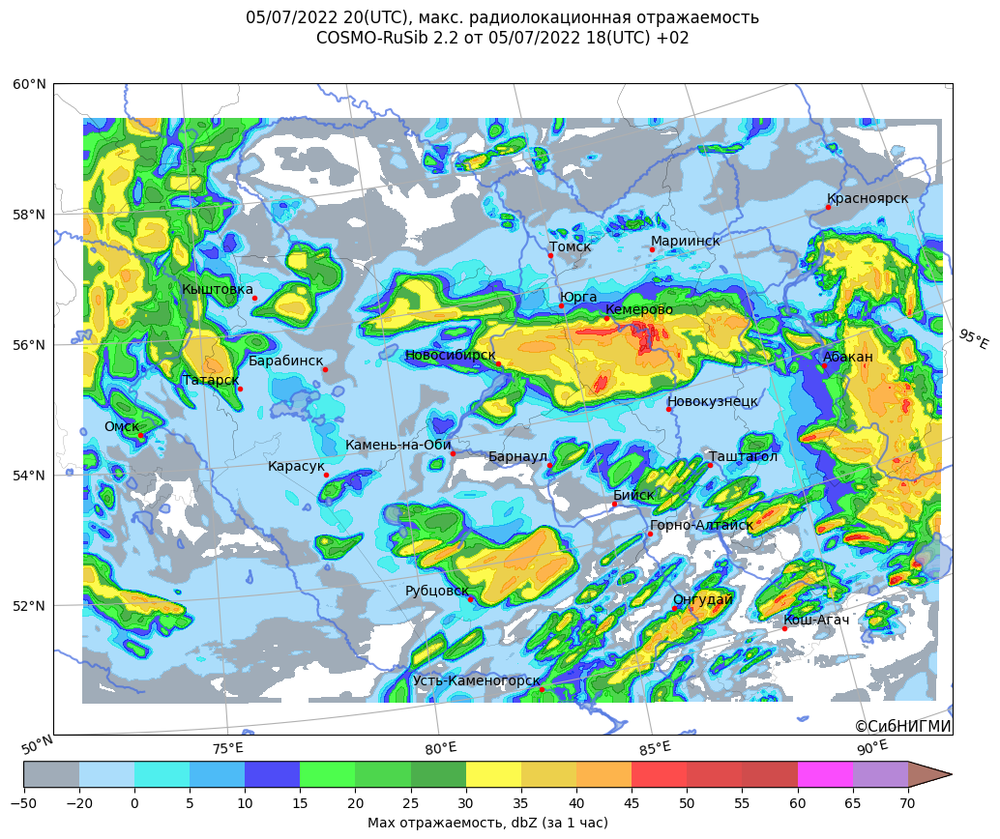 05/07/2022 20(UTC), макс. радиолокационная отражаемость
COSMO-RuSib 2.2 от 05/07/2022 18(UTC) +02
60°N
58°N
56°N
54°N
52°N
50°N
75°E
80°E
85°E
90°E
95°E
Красноярск
Томск
Мариинск
Кыштовка
Юрга
Кемерово
Барабинск
Новосибирск
Абакан
Татарск
Новокузнецк
Омск
Камень-на-Оби
Барнаул
Таштагол
Карасук
Бийск
Горно-Алтайск
Рубцовск
Онгудай
Кош-Агач
Усть-Каменогорск
©СибНИГМИ
−50 −20 0 5 10 15 20 25 30 35 40 45 50 55 60 65 70
Мах отражаемость, dbZ (за 1 час)